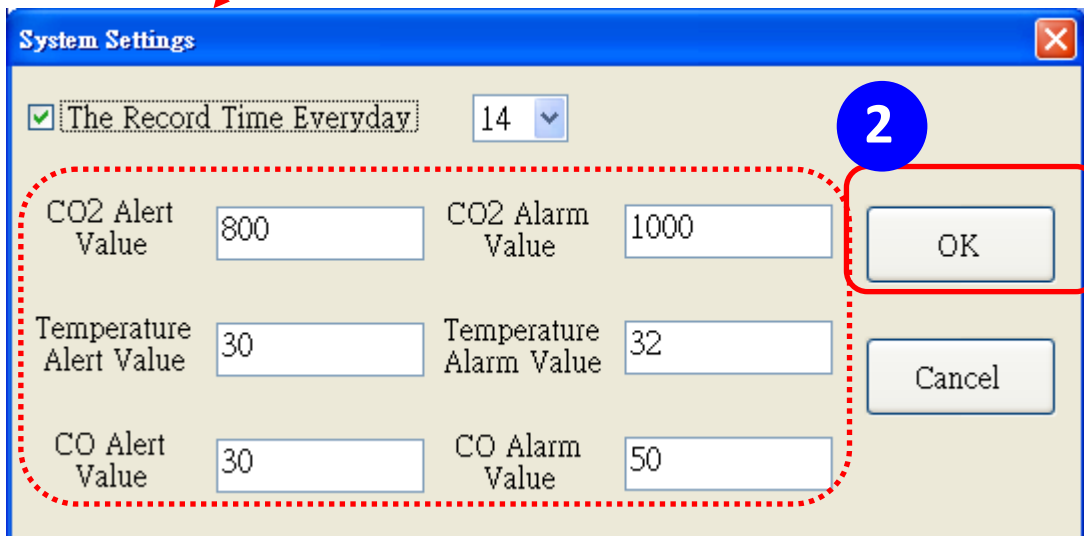 System Settings
The Record Time Everyday 14
2
CO2 Alert
Value
800
CO2 Alarm
Value
1000
OK
Temperature
Alert Value
30
Temperature
Alarm Value
32
Cancel
CO Alert
Value
30
CO Alarm
Value
50